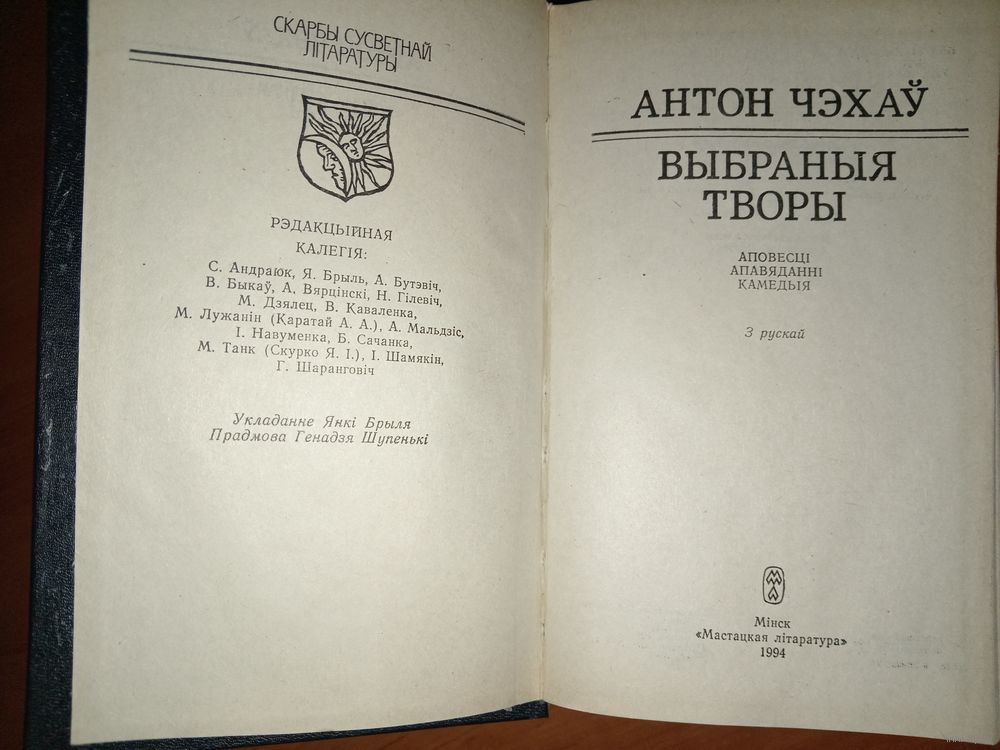 СКАРБЫ СУСВЕТНАЙ
ЛІТАРАТУРЫ
РЭДАКЦЫЙНАЯ
КАЛЕГІЯ:
С. Андраюк, Я. Брыль, А. Бутэвіч,
В. Быкаў, А. Вярцінскі, Н. Гілевіч,
М. Дзялец, В. Каваленка,
М. Лужанін (Каратай А. А.), А. Мальдзіс,
І. Навуменка, Б. Сачанка,
М. Танк (Скурко Я. І.), І. Шамякін,
Г. Шаранговіч
Укладанне Янкі Брыля
Прадмова Генадзя Шупенькі
АНТОН ЧЭХАЎ
ВЫБРАНЫЯ
ТВОРЫ
АПОВЕСЦІ
АПАВЯДАННІ
КАМЕДЫЯ
З рускай
Мінск
«Мастацкая літаратура»
1994